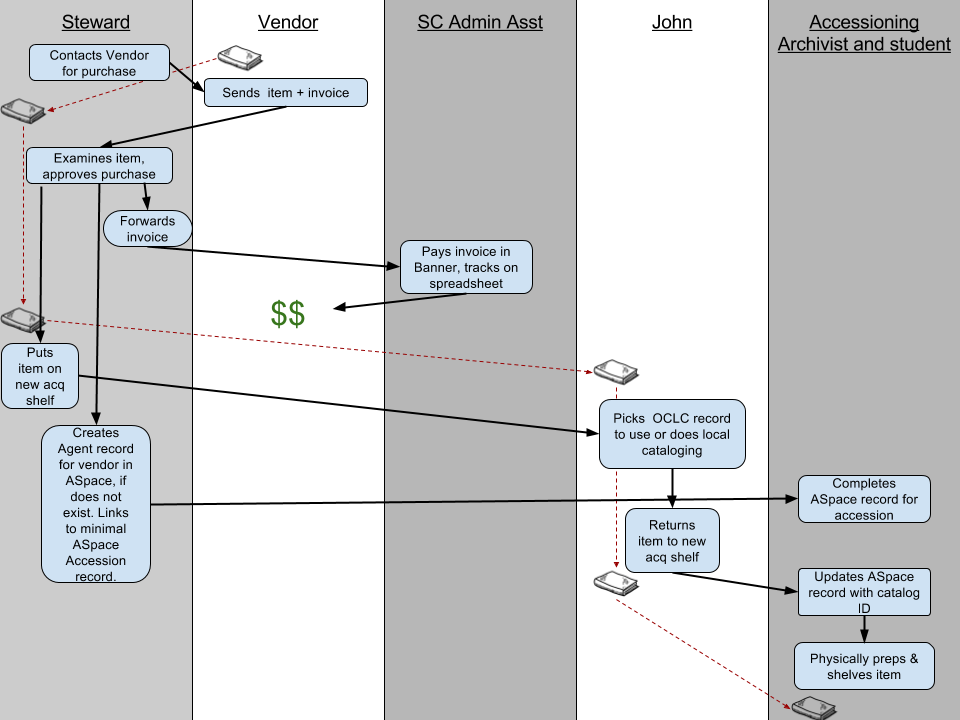 Steward
Vendor
SC Admin Asst
John
Accessioning
Archivist and student
Contacts Vendor
for purchase
Sends item + invoice
Examines item,
approves purchase
Forwards
invoice
Pays invoice in
Banner, tracks on
spreadsheet
$$
Puts
item on
new acq
shelf
Picks OCLC record
to use or does local
cataloging
Creates
Agent record
for vendor in
ASpace, if
does not
exist. Links
to minimal
ASpace
Accession
record.
Completes
ASpace record for
accession
Returns
item to new
acq shelf
Updates ASpace
record with catalog
ID
Physically preps &
shelves item